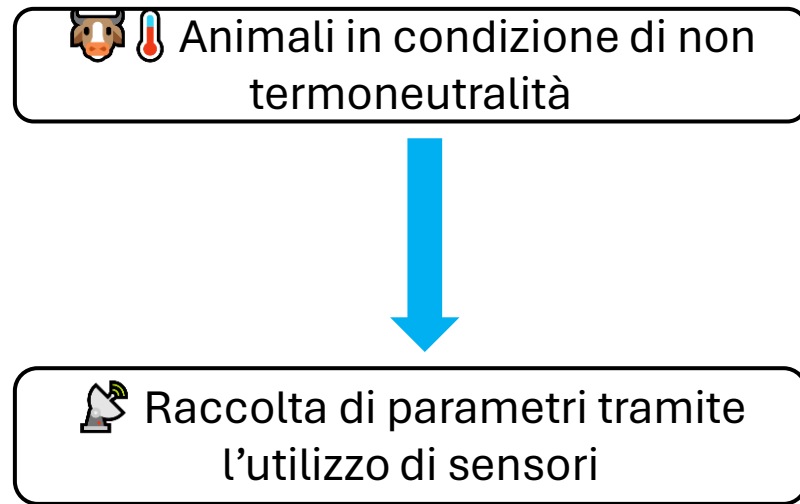 🐮🌡️ Animali in condizione di non
termoneutralità
📡 Raccolta di parametri tramite
l’utilizzo di sensori